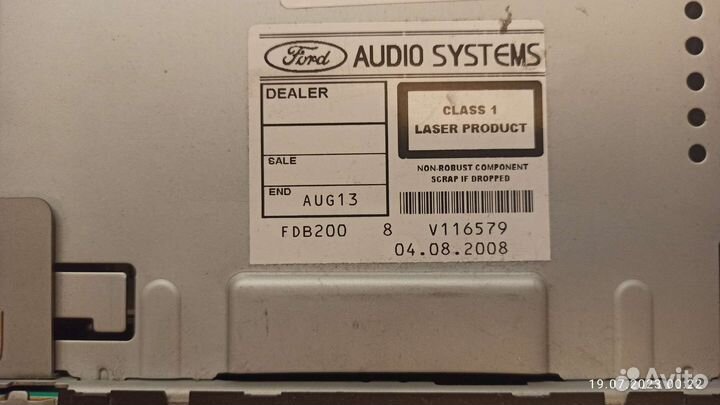 Ford AUDIO SYSTEMS
DEALER
SALE
END AUG13
CLASS 1
LASER PRODUCT
NON-ROBUST COMPONENT
SCRAP IF DROPPED
FDB200 8 V116579
04.08.2008
Avito
19.07.2023 00:22